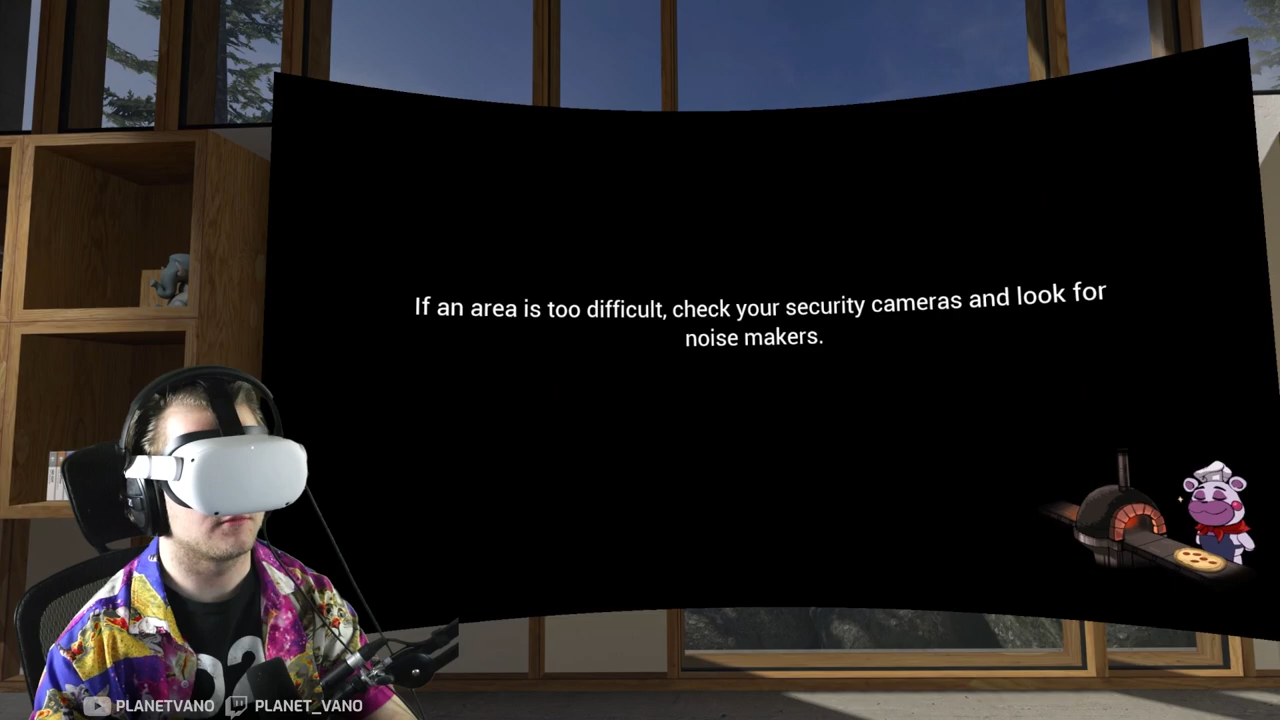 If an area is too difficult, check your security cameras and look for
noise makers.
PLANETVANO PLANET_VANO